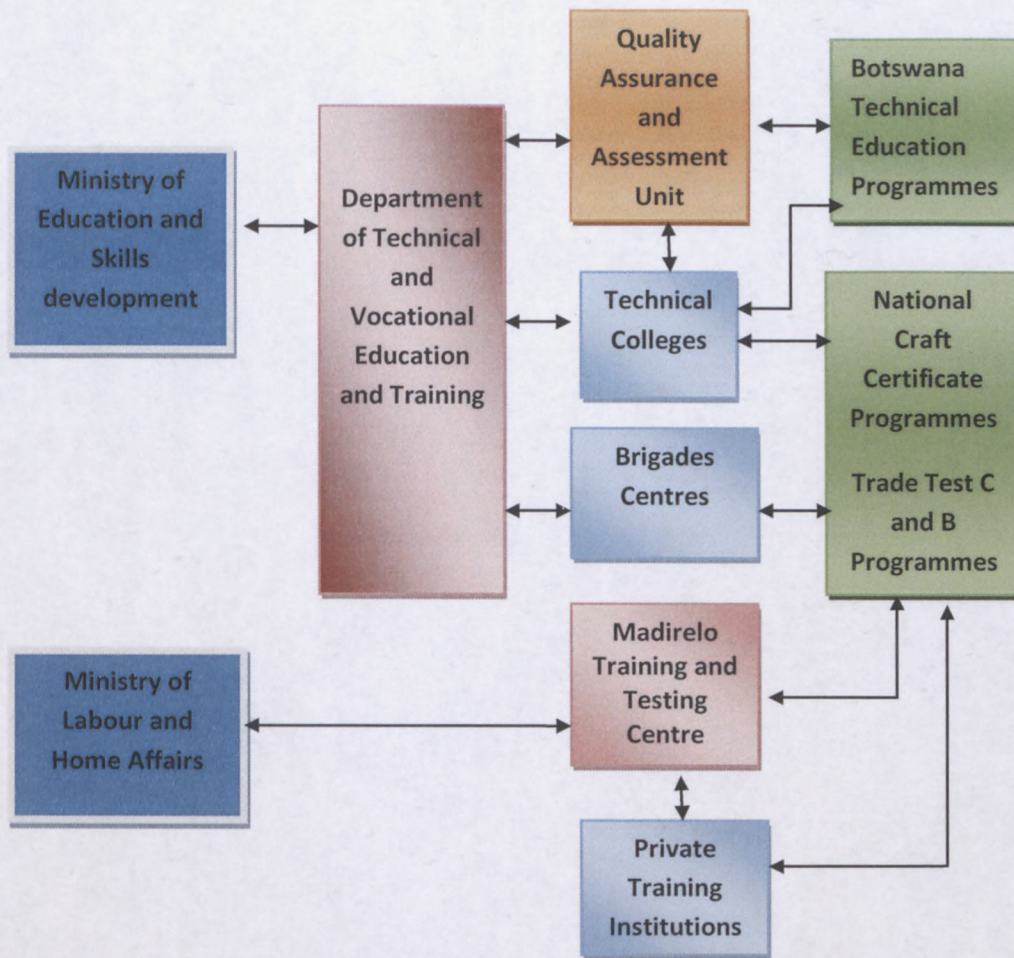 Ministry of
Education and
Skills
development
Department
of Technical
and
Vocational
Education
and Training
Quality
Assurance
and
Assessment
Unit
Botswana
Technical
Education
Programmes
Technical
Colleges
National
Craft
Certificate
Programmes
Trade Test C
and B
Programmes
Brigades
Centres
Ministry of
Labour and
Home Affairs
Madirelo
Training and
Testing
Centre
Private
Training
Institutions